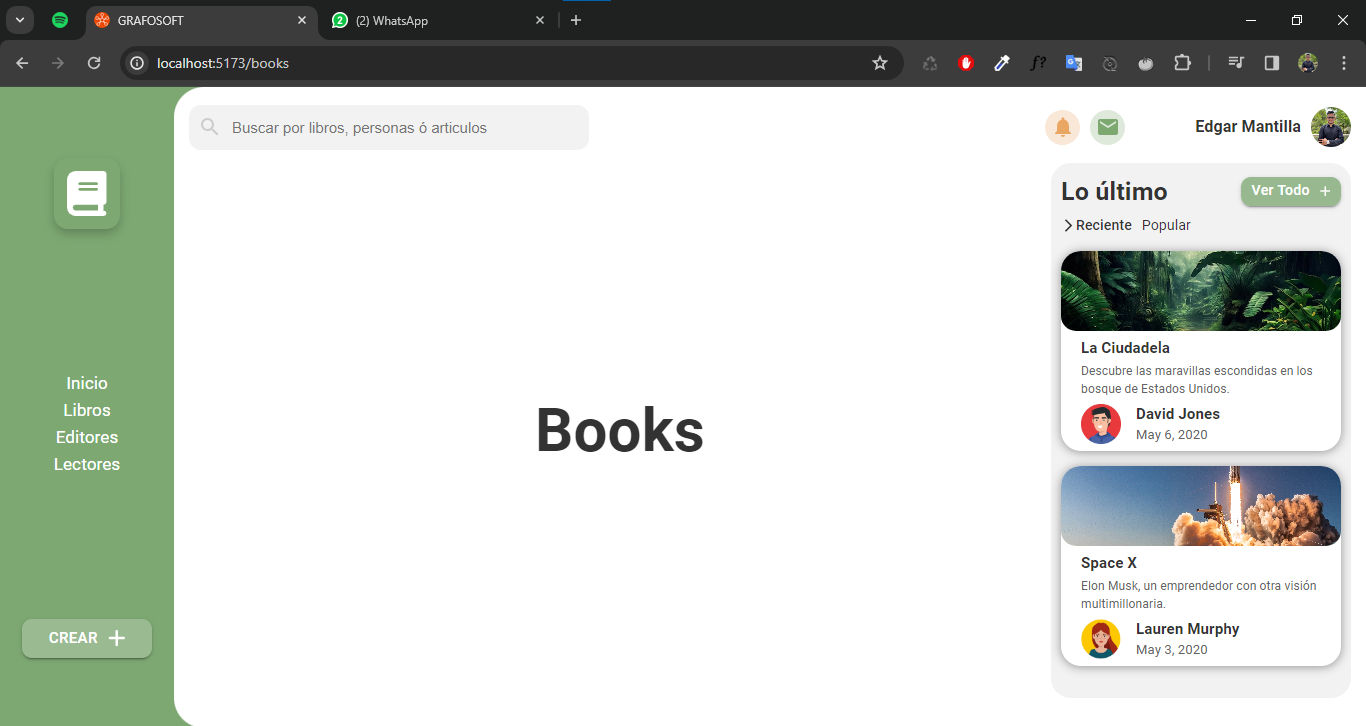 GRAFOSOFT
2
(2) WhatsApp
localhost:5173/books
f?
Buscar por libros, personas ó articulos
Edgar Mantilla
Inicio
Libros
Editores
Lectores
CREAR
Books
Lo último
Ver Todo
Reciente Popular
La Ciudadela
Descubre las maravillas escondidas en los
bosque de Estados Unidos.
David Jones
May 6, 2020
Space X
Elon Musk, un emprendedor con otra visión
multimillonaria.
Lauren Murphy
May 3, 2020